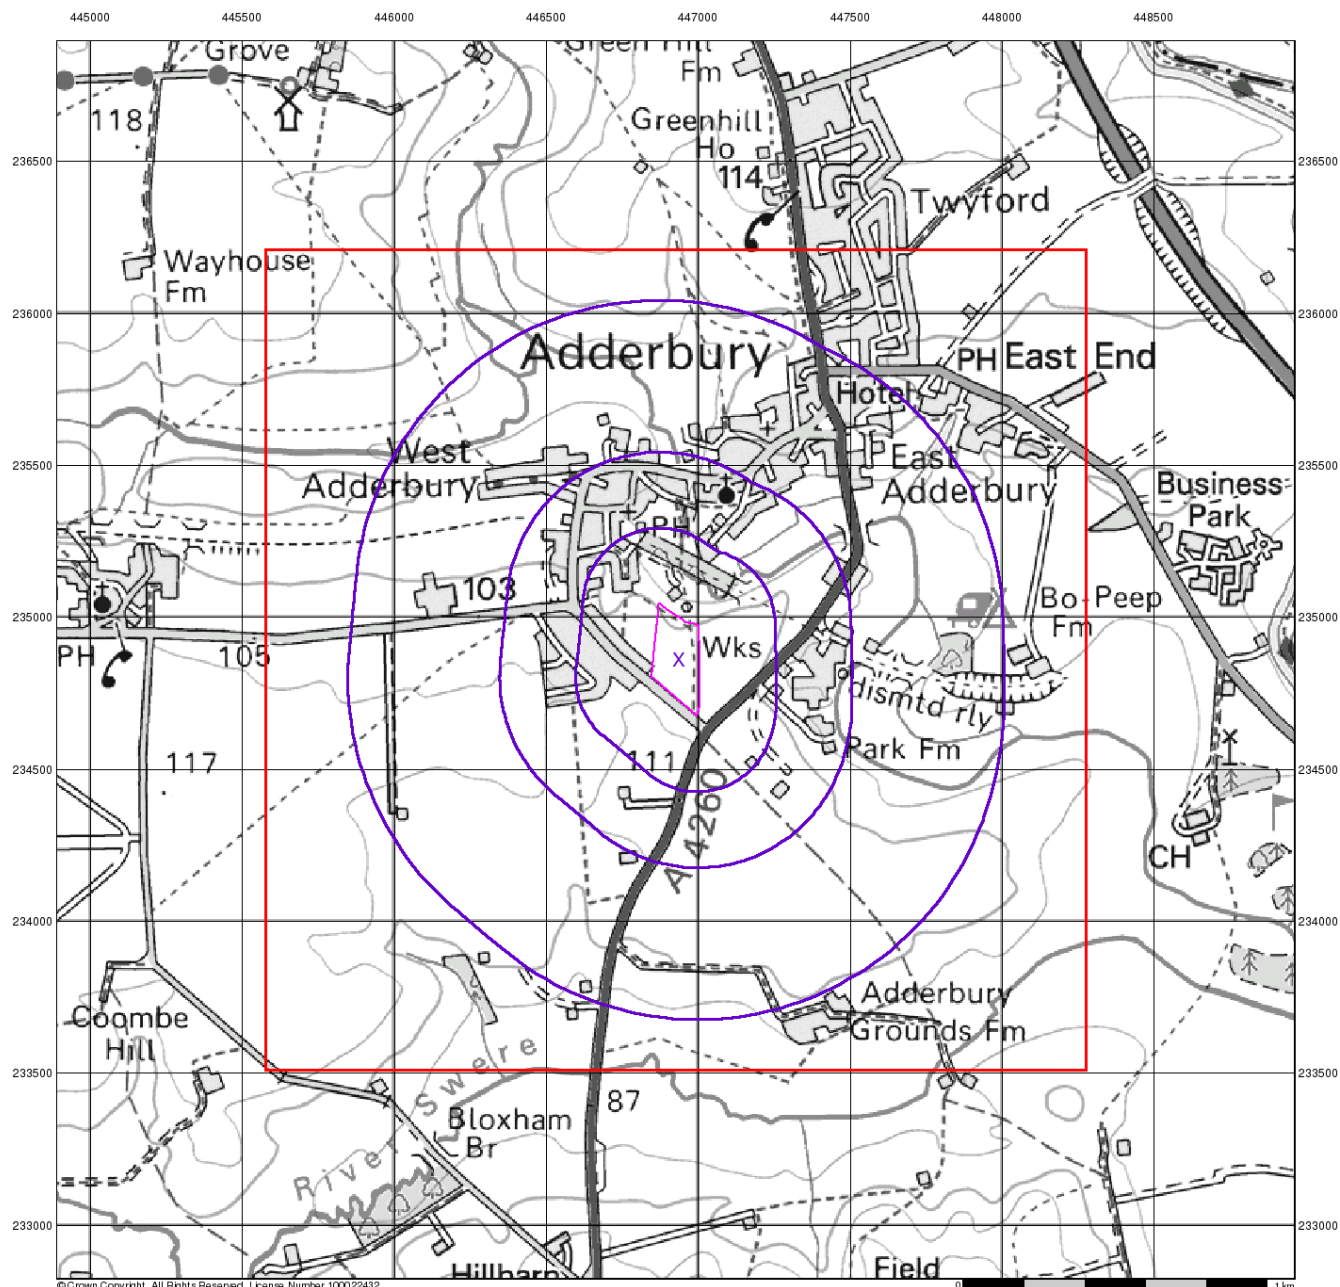 445000 445500 446000 446500 447000 447500 448000 448500
Grove
Green Hill
Fm
118
Greenhill
Ho
114
236500 236500
Twyford
Wayhouse
Fm
236000 236000
Adderbury
PH East End
Hotel
West
Adderbury
East
Adderbury
235500 235500
Business
Park
PH
103
Bo-Peep
Fm
235000 235000
PH
105
Wks
X
dismtd rly
Park Fm
117
111
234500 234500
A 4260
CH
234000 234000
Adderbury
Grounds Fm
Coombe
Hill
233500 233500
River Swere
87
Bloxham
Br
233000 233000
Hillbarn
Field
© Crown Copyright. All Rights Reserved. License Number 100022432
0 1 km